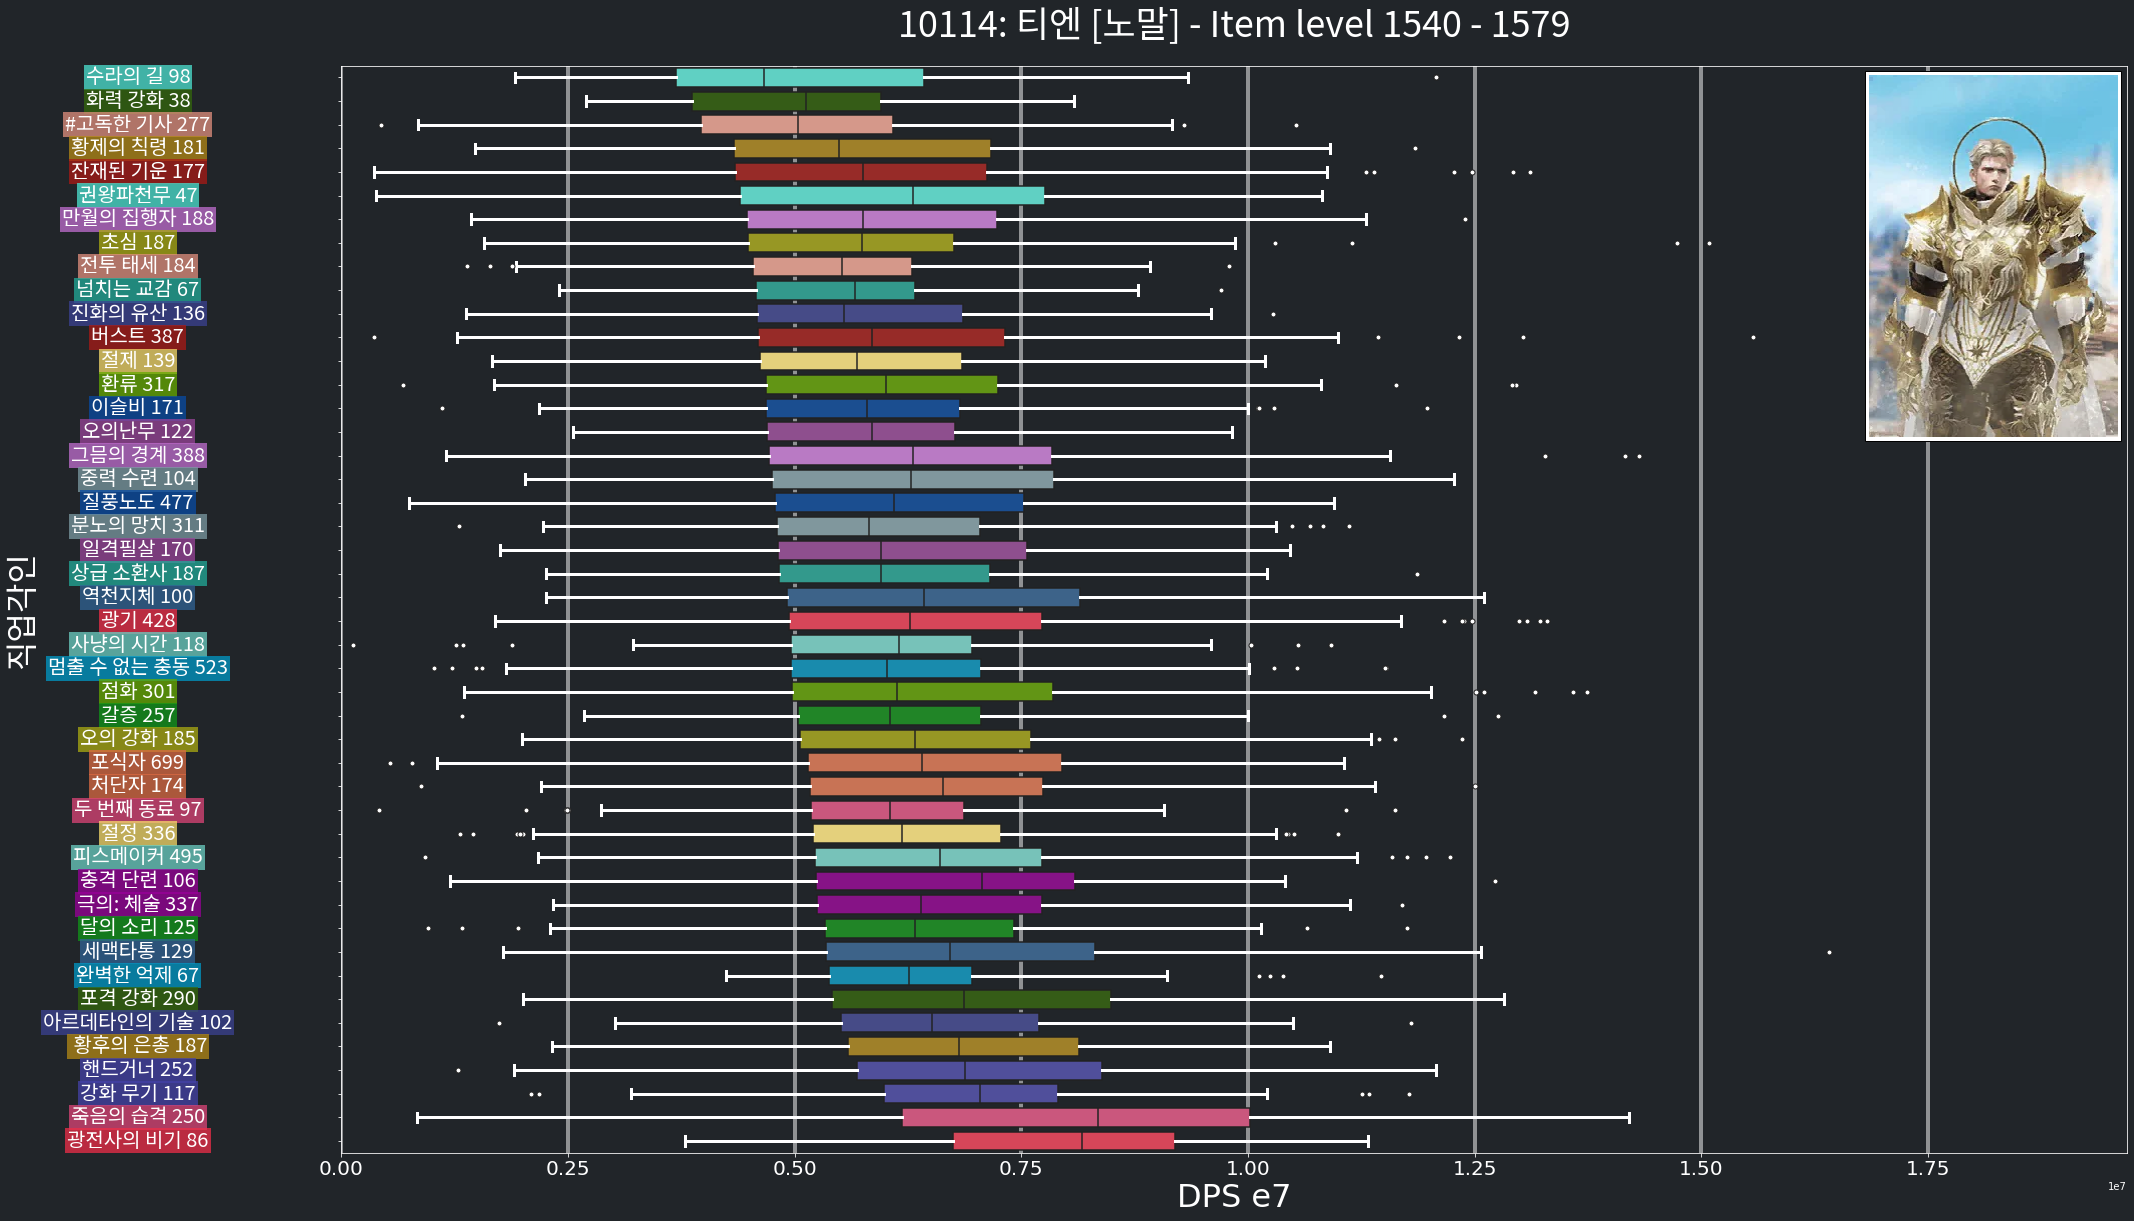 10114: 티엔 [노말] - Item level 1540 - 1579
직업각인
수라의 길 98
화력 강화 38
#고독한 기사 277
황제의 칙령 181
잔재된 기운 177
권왕파천무 47
만월의 집행자 188
초심 187
전투 태세 184
넘치는 교감 67
진화의 유산 136
버스트 387
절제 139
환류 317
이슬비 171
오의난무 122
그믐의 경계 388
중력 수련 104
질풍노도 477
분노의 망치 311
일격필살 170
상급 소환사 187
역천지체 100
광기 428
사냥의 시간 118
멈출 수 없는 충동 523
점화 301
갈증 257
오의 강화 185
포식자 699
처단자 174
두 번째 동료 97
절정 336
피스메이커 495
충격 단련 106
극의: 체술 337
달의 소리 125
세맥타통 129
완벽한 억제 67
포격 강화 290
아르데타인의 기술 102
황후의 은총 187
핸드거너 252
강화 무기 117
죽음의 습격 250
광전사의 비기 86
0.00 0.25 0.50 0.75 1.00 1.25 1.50 1.75
1e7
DPS e7